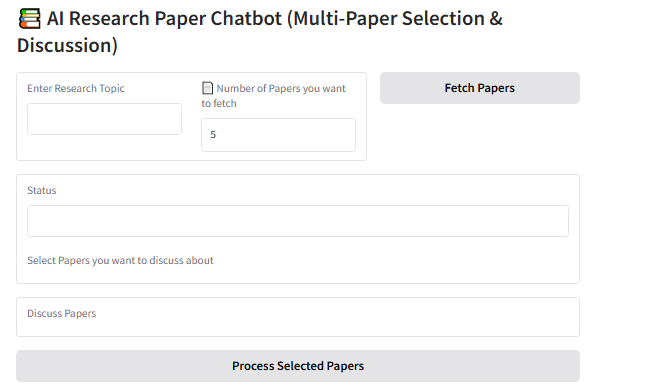 📚 AI Research Paper Chatbot (Multi-Paper Selection &
Discussion)
Enter Research Topic
📄 Number of Papers you want
to fetch
5
Fetch Papers
Status
Select Papers you want to discuss about
Discuss Papers
Process Selected Papers